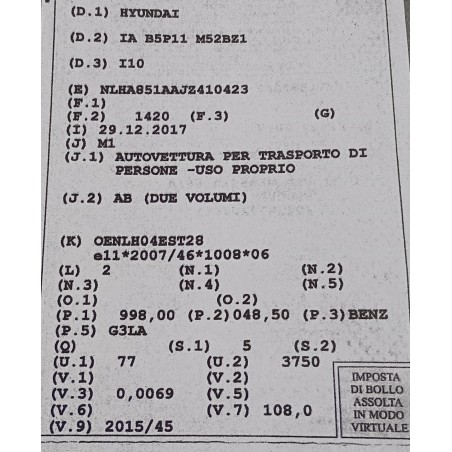 (D.1) HYUNDAI
(D.2) IA B5P11 M52BZ1
(D.3) I10
(E) NLHA851AAJZ410423
(F.1)
(F.2) 1420 (F.3) (G)
(I) 29.12.2017
(J) M1
(J.1) AUTOVETTURA PER TRASPORTO DI
PERSONE -USO PROPRIO
(J.2) AB (DUE VOLUMI)
(K) OENLH04EST28
e11*2007/46*1008*06
(L) 2 (N.1) (N.2)
(N.3) (N.4) (N.5)
(O.1) (O.2)
(P.1) 998,00 (P.2)048,50 (P.3)BENZ
(P.5) G3LA
(Q) (S.1) 5 (S.2)
(U.1) 77 (U.2) 3750
(V.1) (V.2)
(V.3) 0,0069 (V.5)
(V.6) (V.7) 108,0
(V.9) 2015/45
IMPOSTA
DI BOLLO
ASSOLTA
IN MODO
VIRTUALE